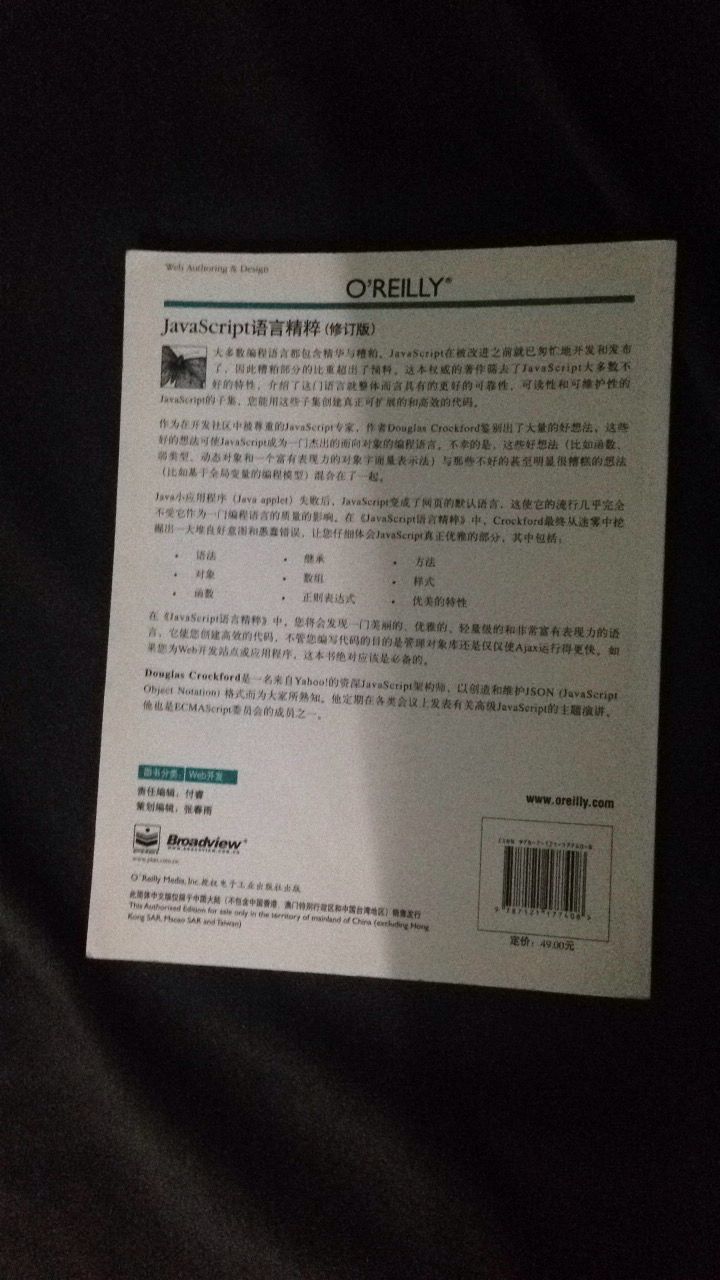 Web Authoring & Design
O'REILLY®
JavaScript语言精粹(修订版)
大多数编程语言都包含精华与糟粕，JavaScript在被改进之前就已匆忙地开发和发布
了，因此糟粕部分的比重超出了预料。这本权威的著作筛去了JavaScript大多数不
好的特性，介绍了这门语言就整体而言具有的更好的可靠性、可读性和可维护性的
JavaScript的子集，您能用这些子集创建真正可扩展的和高效的代码。
作为在开发社区中被尊重的JavaScript专家，作者Douglas Crockford鉴别出了大量的好想法，这些
好的想法可使JavaScript成为一门杰出的面向对象的编程语言。不幸的是，这些好想法（比如函数、
弱类型、动态对象和一个富有表现力的对象字面量表示法）与那些不好的甚至明显很糟糕的想法
（比如基于全局变量的编程模型）混合在了一起。
Java小应用程序（Java applet）失败后，JavaScript变成了网页的默认语言，这使它的流行几乎完全
不受它作为一门编程语言的质量的影响。在《JavaScript语言精粹》中，Crockford最终从迷雾中挖
掘出一大堆良好意图和愚蠢错误，让您仔细体会JavaScript真正优雅的部分，其中包括：
• 语法 • 继承 • 方法
• 对象 • 数组 • 样式
• 函数 • 正则表达式 • 优美的特性
在《JavaScript语言精粹》中，您将会发现一门美丽的、优雅的、轻量级的和非常富有表现力的语
言，它使您创建高效的代码，不管您编写代码的目的是管理对象库还是仅仅使Ajax运行得更快。如
果您为Web开发站点或应用程序，这本书绝对应该是必备的。
Douglas Crockford是一名来自Yahoo!的资深JavaScript架构师，以创造和维护JSON (JavaScript
Object Notation) 格式而为大家所熟知。他定期在各类会议上发表有关高级JavaScript的主题演讲。
他也是ECMAScript委员会的成员之一。
图书分类：Web开发
责任编辑：付睿
策划编辑：张春雨
www.oreilly.com
Broadview®
WWW.BROADVIEW.COM.CN
www.phei.com.cn
ISBN 978-7-121-17740-8
9 787121 177408 >
定价：49.00元
O'Reilly Media, Inc.授权电子工业出版社出版
此简体中文版仅限于中国大陆（不包含中国香港、澳门特别行政区和中国台湾地区）销售发行
This Authorized Edition for sale only in the territory of mainland of China (excluding Hong
Kong SAR, Macao SAR and Taiwan)